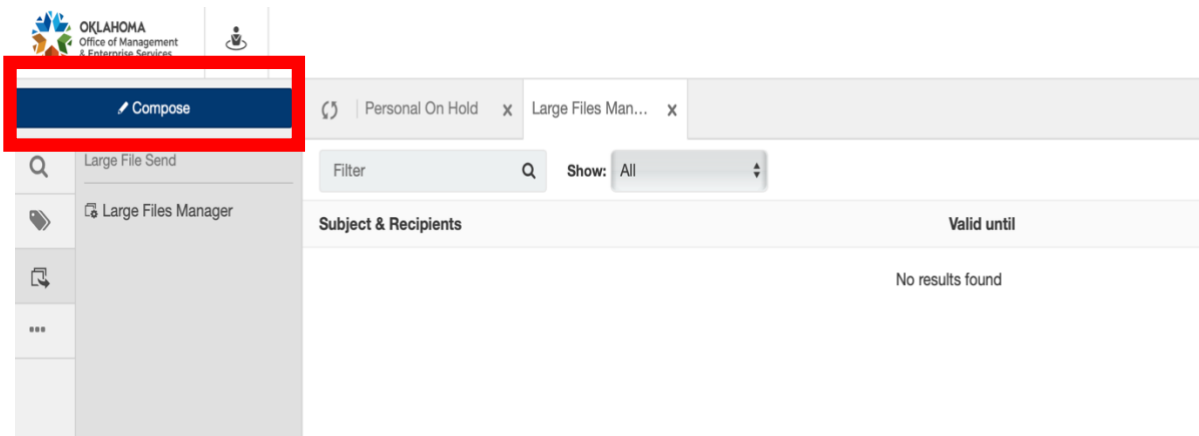 OKLAHOMA
Office of Management
& Enterprise Services
Compose
Personal On Hold x
Large Files Man... x
Large File Send
Filter
Show: All
Large Files Manager
Subject & Recipients
Valid until
No results found